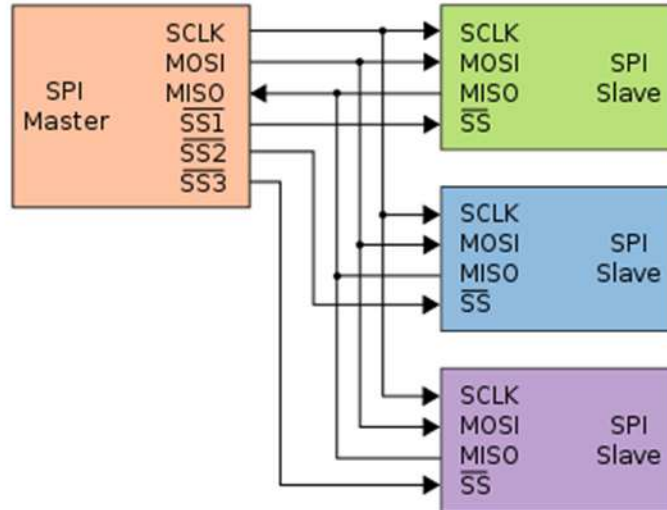 SCLK
MOSI
MISO
SS1
SS2
SS3
SPI
Master
SCLK
MOSI
MISO
SS
SPI
Slave
SCLK
MOSI
MISO
SS
SPI
Slave
SCLK
MOSI
MISO
SS
SPI
Slave